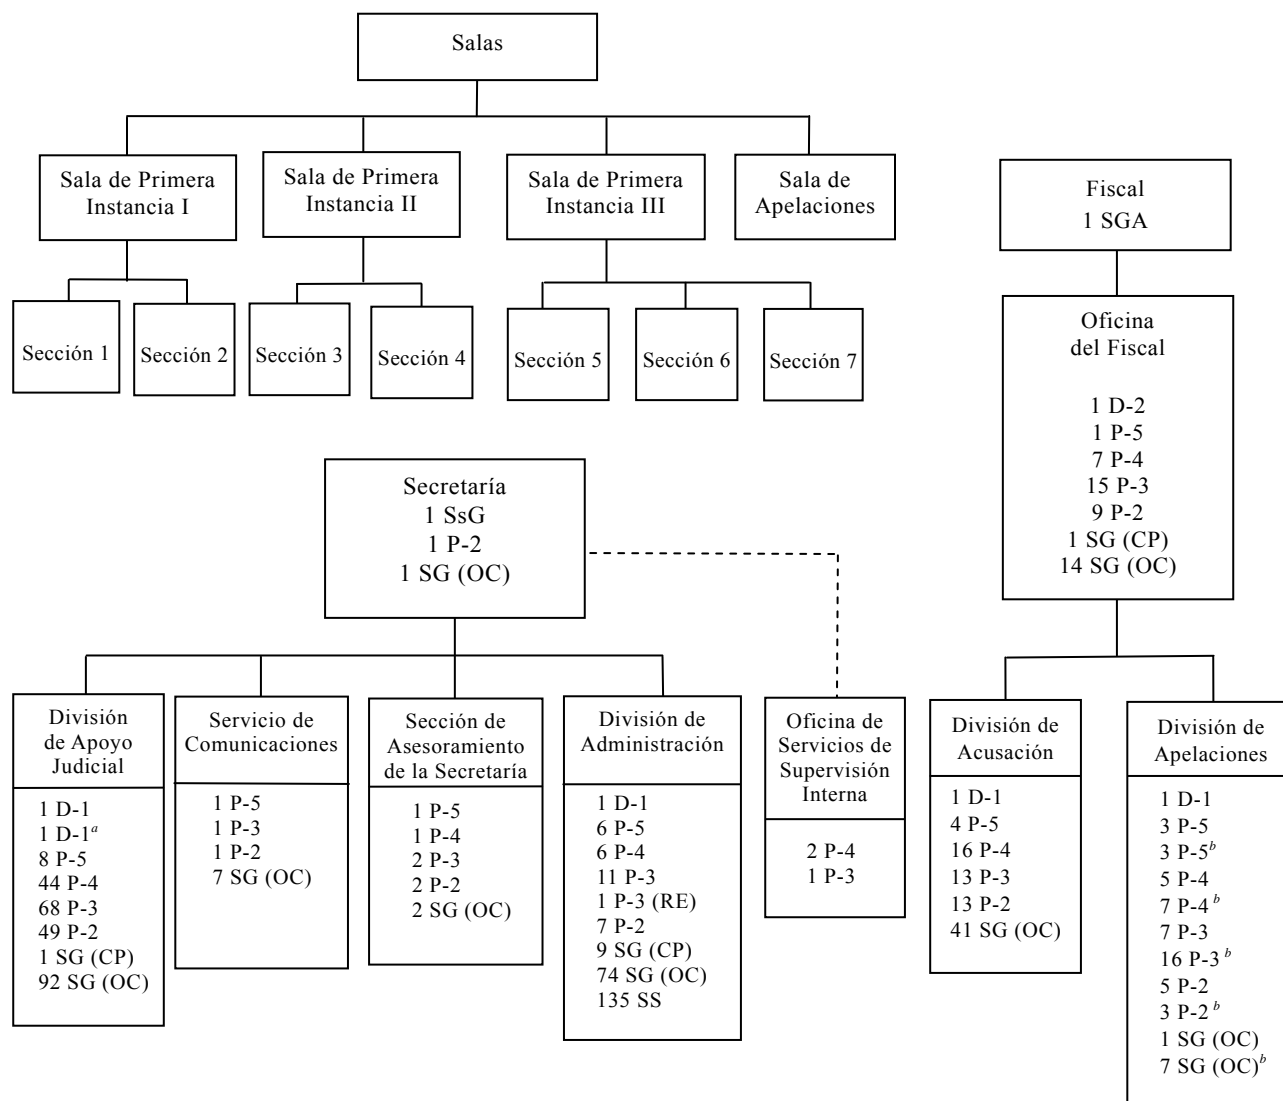 Salas
Sala de Primera
Instancia I
Sala de Primera
Instancia II
Sala de Primera
Instancia III
Sala de
Apelaciones
Sección 1
Sección 2
Sección 3
Sección 4
Sección 5
Sección 6
Sección 7
Fiscal
1 SGA
Oficina
del Fiscal
1 D-2
1 P-5
7 P-4
15 P-3
9 P-2
1 SG (CP)
14 SG (OC)
Secretaría
1 SsG
1 P-2
1 SG (OC)
División
de Apoyo
Judicial
1 D-1
1 D-1a
8 P-5
44 P-4
68 P-3
49 P-2
1 SG (CP)
92 SG (OC)
Servicio de
Comunicaciones
1 P-5
1 P-3
1 P-2
7 SG (OC)
Sección de
Asesoramiento
de la Secretaría
1 P-5
1 P-4
2 P-3
2 P-2
2 SG (OC)
División de
Administración
1 D-1
6 P-5
6 P-4
11 P-3
1 P-3 (RE)
7 P-2
9 SG (CP)
74 SG (OC)
135 SS
Oficina de
Servicios de
Supervisión
Interna
2 P-4
1 P-3
División de
Acusación
1 D-1
4 P-5
16 P-4
13 P-3
13 P-2
41 SG (OC)
División de
Apelaciones
1 D-1
3 P-5
3 P-5b
5 P-4
7 P-4b
7 P-3
16 P-3b
5 P-2
3 P-2b
1 SG (OC)
7 SG (OC)b